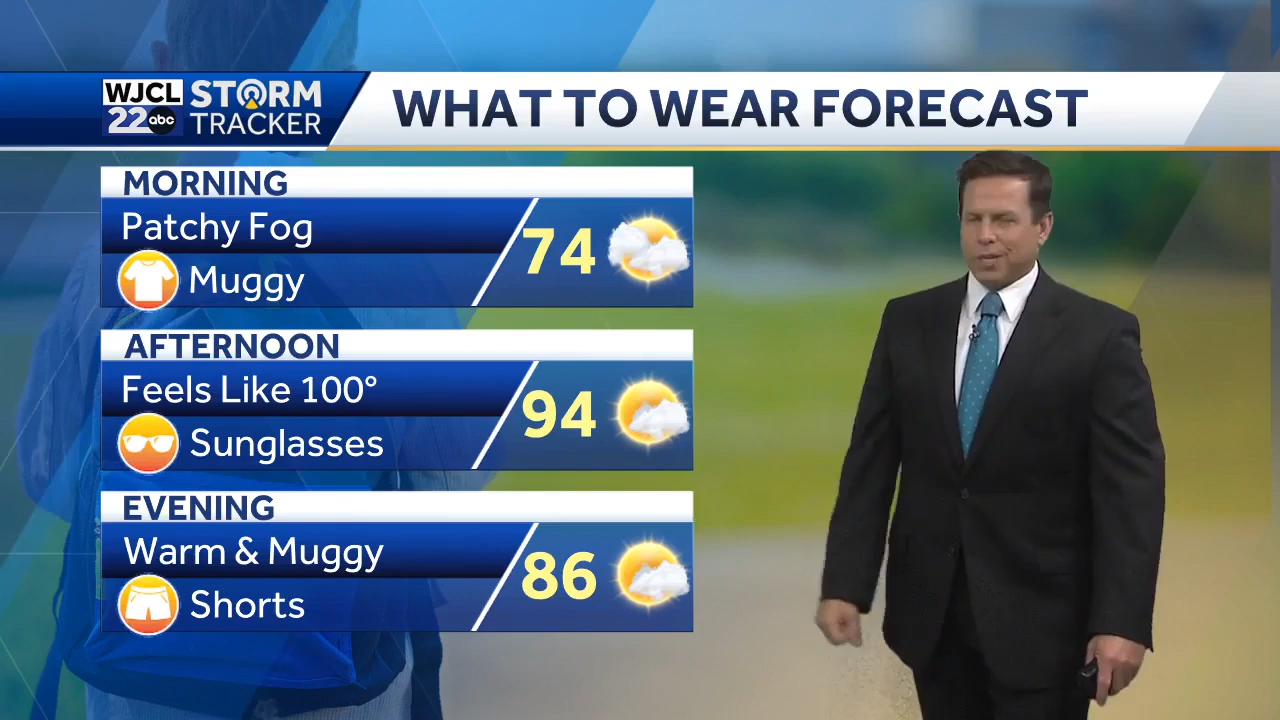 WJCL
22 abc
STORM
TRACKER
WHAT TO WEAR FORECAST
MORNING
Patchy Fog
Muggy
74
AFTERNOON
Feels Like 100°
Sunglasses
94
EVENING
Warm & Muggy
Shorts
86